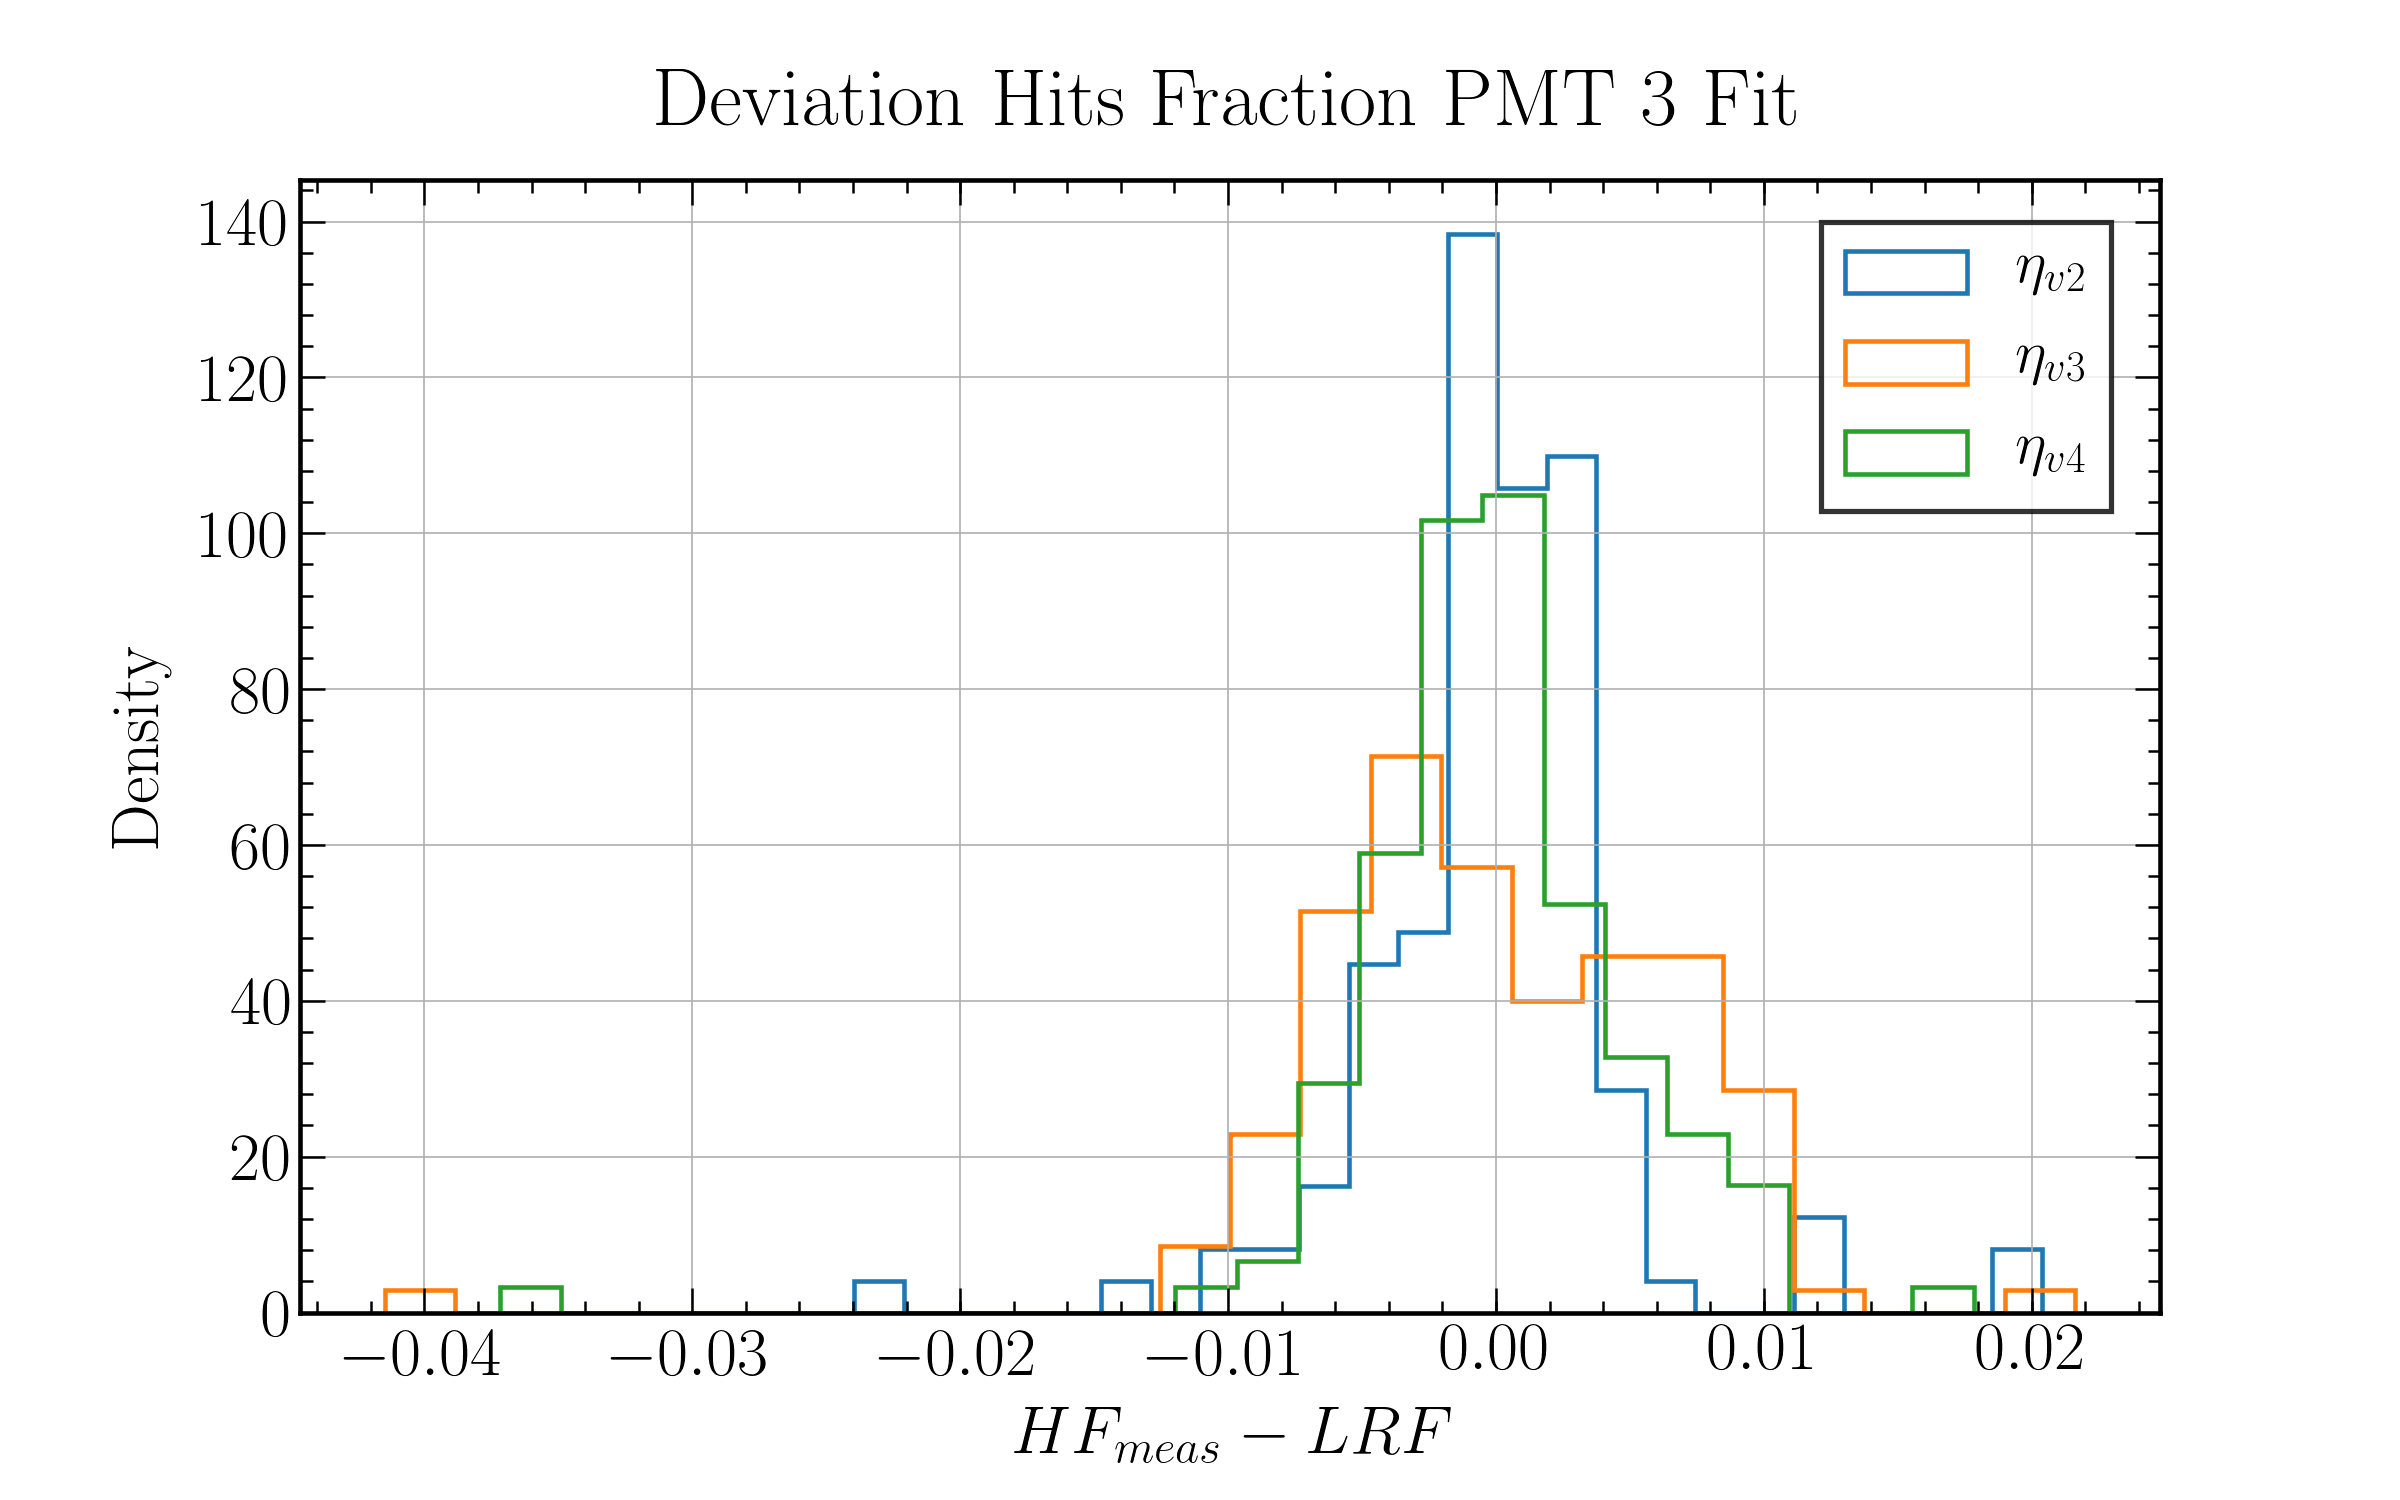 Deviation Hits Fraction PMT 3 Fit
140
120
100
80
60
40
20
0
Density
η_{v2}
η_{v3}
η_{v4}
−0.04 −0.03 −0.02 −0.01 0.00 0.01 0.02
HF_{meas} − LRF